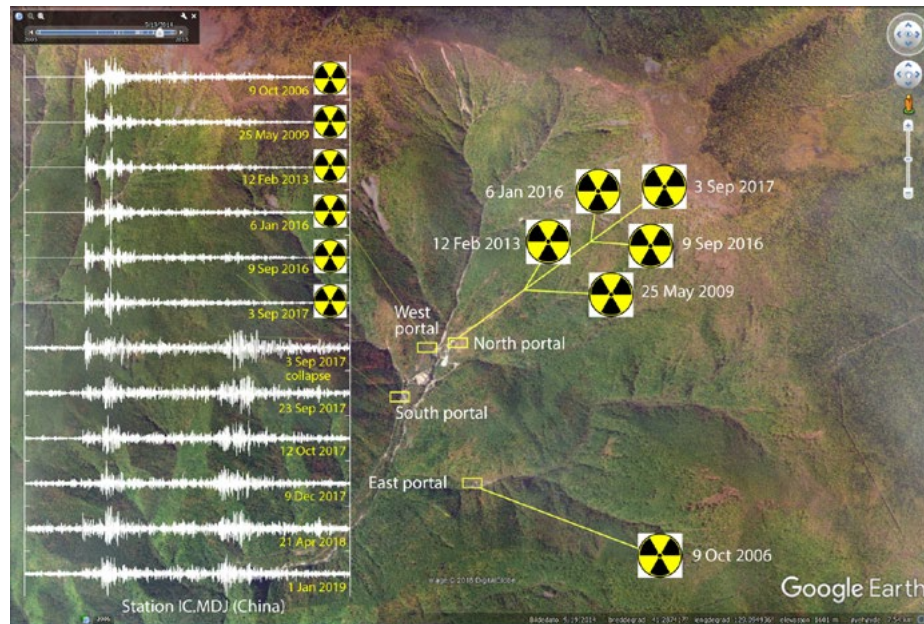 2015
9 Oct 2006
25 May 2009
12 Feb 2013
6 Jan 2016
9 Sep 2016
3 Sep 2017
3 Sep 2017
collapse
23 Sep 2017
12 Oct 2017
9 Dec 2017
21 Apr 2018
1 Jan 2019
Station IC.MDJ (China)
6 Jan 2016
3 Sep 2017
12 Feb 2013
9 Sep 2016
25 May 2009
West
portal
North portal
South portal
East portal
9 Oct 2006
Google Earth
2006